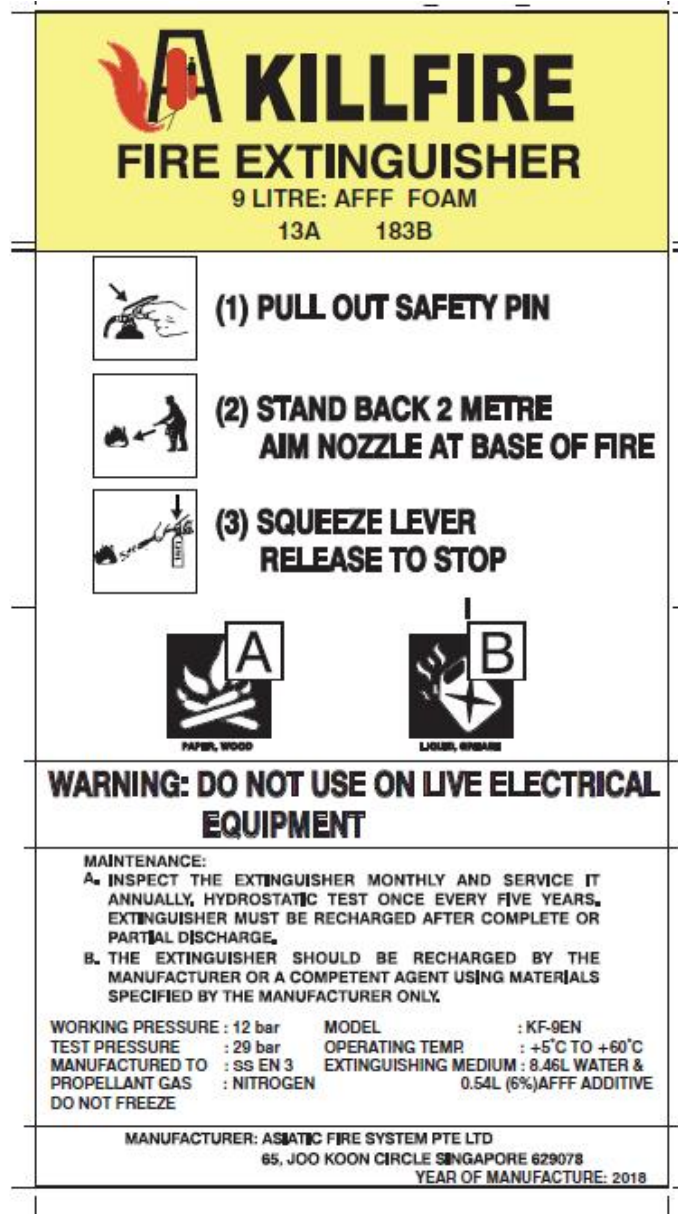 KILLFIRE
FIRE EXTINGUISHER
9 LITRE: AFFF FOAM
13A 183B
(1) PULL OUT SAFETY PIN
(2) STAND BACK 2 METRE
AIM NOZZLE AT BASE OF FIRE
(3) SQUEEZE LEVER
RELEASE TO STOP
A B
PAPER, WOOD LIQUID, GREASE
WARNING: DO NOT USE ON LIVE ELECTRICAL
EQUIPMENT
MAINTENANCE:
A. INSPECT THE EXTINGUISHER MONTHLY AND SERVICE IT
ANNUALLY, HYDROSTATIC TEST ONCE EVERY FIVE YEARS.
EXTINGUISHER MUST BE RECHARGED AFTER COMPLETE OR
PARTIAL DISCHARGE.
B. THE EXTINGUISHER SHOULD BE RECHARGED BY THE
MANUFACTURER OR A COMPETENT AGENT USING MATERIALS
SPECIFIED BY THE MANUFACTURER ONLY.
WORKING PRESSURE : 12 bar MODEL : KF-9EN
TEST PRESSURE : 29 bar OPERATING TEMP. : +5°C TO +60°C
MANUFACTURED TO : SS EN 3 EXTINGUISHING MEDIUM : 8.46L WATER &
PROPELLANT GAS : NITROGEN 0.54L (6%)AFFF ADDITIVE
DO NOT FREEZE
MANUFACTURER: ASIATIC FIRE SYSTEM PTE LTD
65, JOO KOON CIRCLE SINGAPORE 629078
YEAR OF MANUFACTURE: 2018